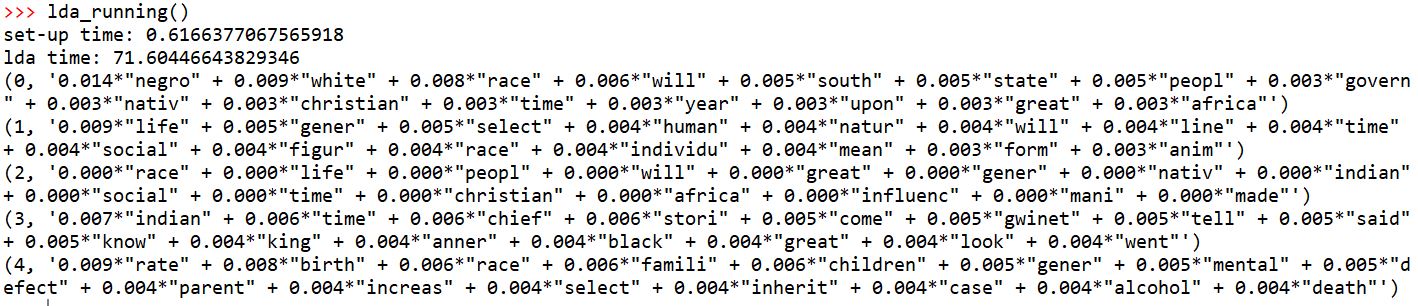 >>> lda_running()
set-up time: 0.6166377067565918
lda time: 71.60446643829346
(0, '0.014*"negro" + 0.009*"white" + 0.008*"race" + 0.006*"will" + 0.005*"south" + 0.005*"state" + 0.005*"peopl" + 0.003*"govern
" + 0.003*"nativ" + 0.003*"christian" + 0.003*"time" + 0.003*"year" + 0.003*"upon" + 0.003*"great" + 0.003*"africa"')
(1, '0.009*"life" + 0.005*"gener" + 0.005*"select" + 0.004*"human" + 0.004*"natur" + 0.004*"will" + 0.004*"line" + 0.004*"time"
+ 0.004*"social" + 0.004*"figur" + 0.004*"race" + 0.004*"individu" + 0.004*"mean" + 0.003*"form" + 0.003*"anim"')
(2, '0.000*"race" + 0.000*"life" + 0.000*"peopl" + 0.000*"will" + 0.000*"great" + 0.000*"gener" + 0.000*"nativ" + 0.000*"indian"
+ 0.000*"social" + 0.000*"time" + 0.000*"christian" + 0.000*"africa" + 0.000*"influenc" + 0.000*"mani" + 0.000*"made"')
(3, '0.007*"indian" + 0.006*"time" + 0.006*"chief" + 0.006*"stori" + 0.005*"come" + 0.005*"gwinet" + 0.005*"tell" + 0.005*"said"
+ 0.005*"know" + 0.004*"king" + 0.004*"anner" + 0.004*"black" + 0.004*"great" + 0.004*"look" + 0.004*"went"')
(4, '0.009*"rate" + 0.008*"birth" + 0.006*"race" + 0.006*"famili" + 0.006*"children" + 0.005*"gener" + 0.005*"mental" + 0.005*"d
efect" + 0.004*"parent" + 0.004*"increas" + 0.004*"select" + 0.004*"inherit" + 0.004*"case" + 0.004*"alcohol" + 0.004*"death"')